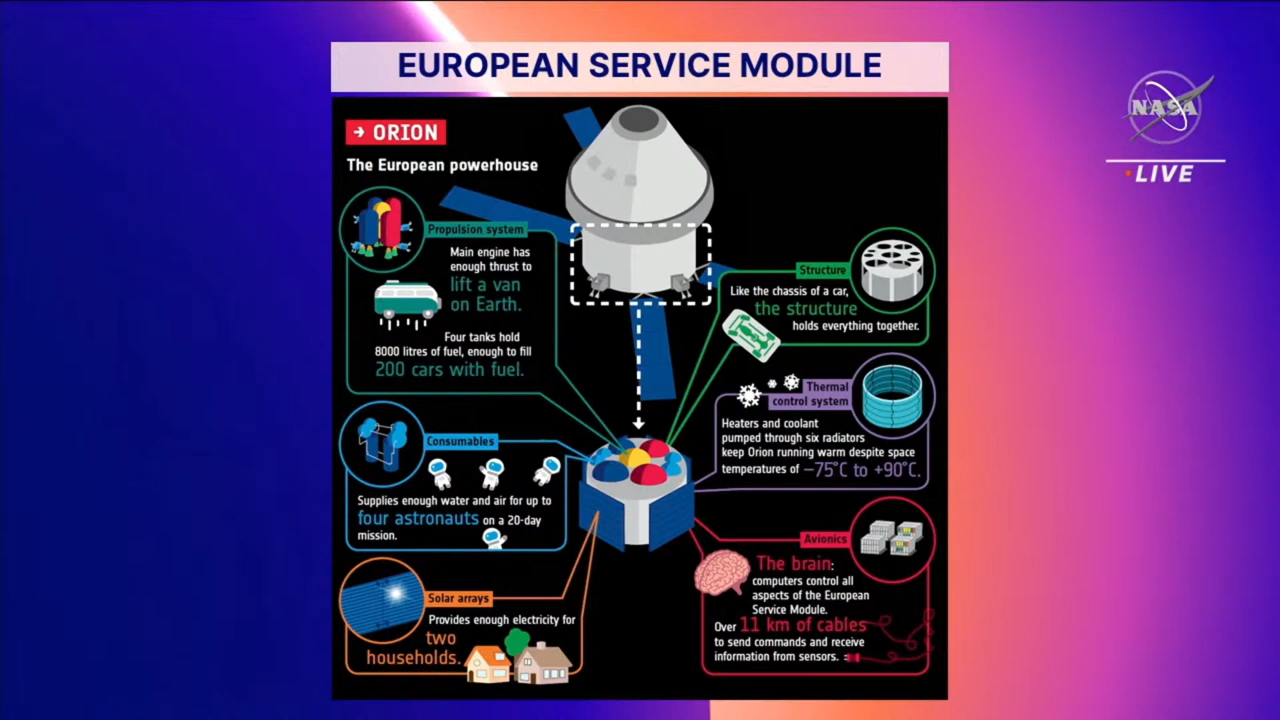 EUROPEAN SERVICE MODULE
NASA
LIVE
→ ORION
The European powerhouse
Propulsion system
Main engine has
enough thrust to
lift a van
on Earth.
Four tanks hold
8000 litres of fuel, enough to fill
200 cars with fuel.
Consumables
Supplies enough water and air for up to
four astronauts on a 20-day
mission.
Solar arrays
Provides enough electricity for
two
households.
Structure
Like the chassis of a car,
the structure
holds everything together.
Thermal
control system
Heaters and coolant
pumped through six radiators
keep Orion running warm despite space
temperatures of −75°C to +90°C.
Avionics
The brain:
computers control all
aspects of the European
Service Module.
Over 11 km of cables
to send commands and receive
information from sensors.